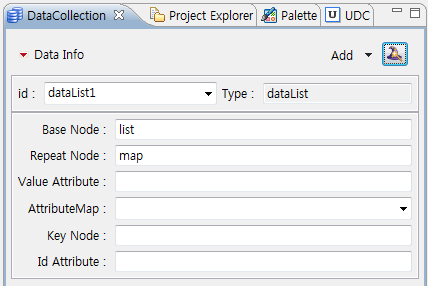 DataCollection Project Explorer Palette U UDC
Data Info Add
id : dataList1 Type : dataList
Base Node : list
Repeat Node : map
Value Attribute :
AttributeMap :
Key Node :
Id Attribute :